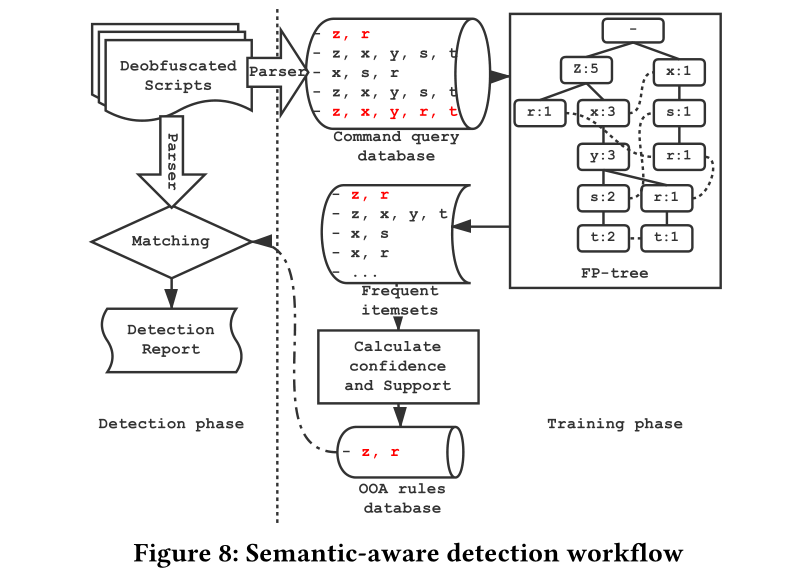 Deobfuscated
Scripts
Parser
Parser
- z, r
- z, x, y, s, t
- x, s, r
- z, x, y, s, t
- z, x, y, r, t
Command query
database
-
Z:5
x:1
r:1
x:3
s:1
y:3
r:1
s:2
r:1
t:2
t:1
FP-tree
- z, r
- z, x, y, t
- x, s
- x, r
- ...
Frequent
itemsets
Matching
Detection
Report
Calculate
confidence
and Support
Detection phase
Training phase
- z, r
OOA rules
database
Figure 8: Semantic-aware detection workflow